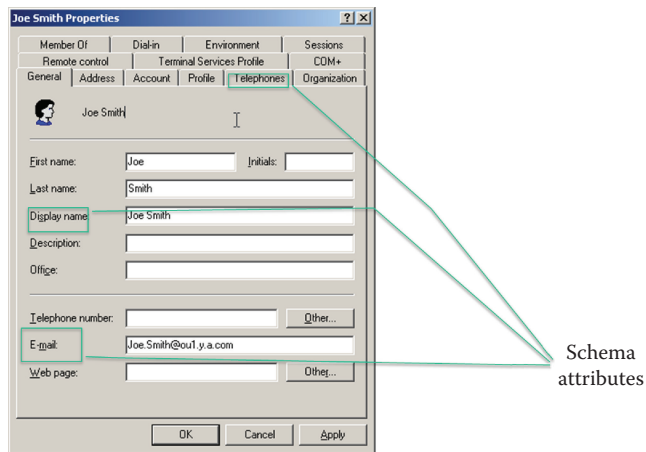 Joe Smith Properties
Member Of Dial-in Environment Sessions
Remote control Terminal Services Profile COM+
General Address Account Profile Telephones Organization
Joe Smith
First name: Joe Initials:
Last name: Smith
Display name: Joe Smith
Description:
Office:
Telephone number: Other...
E-mail: Joe.Smith@ou1.y.a.com
Web page: Other...
Schema
attributes
OK Cancel Apply